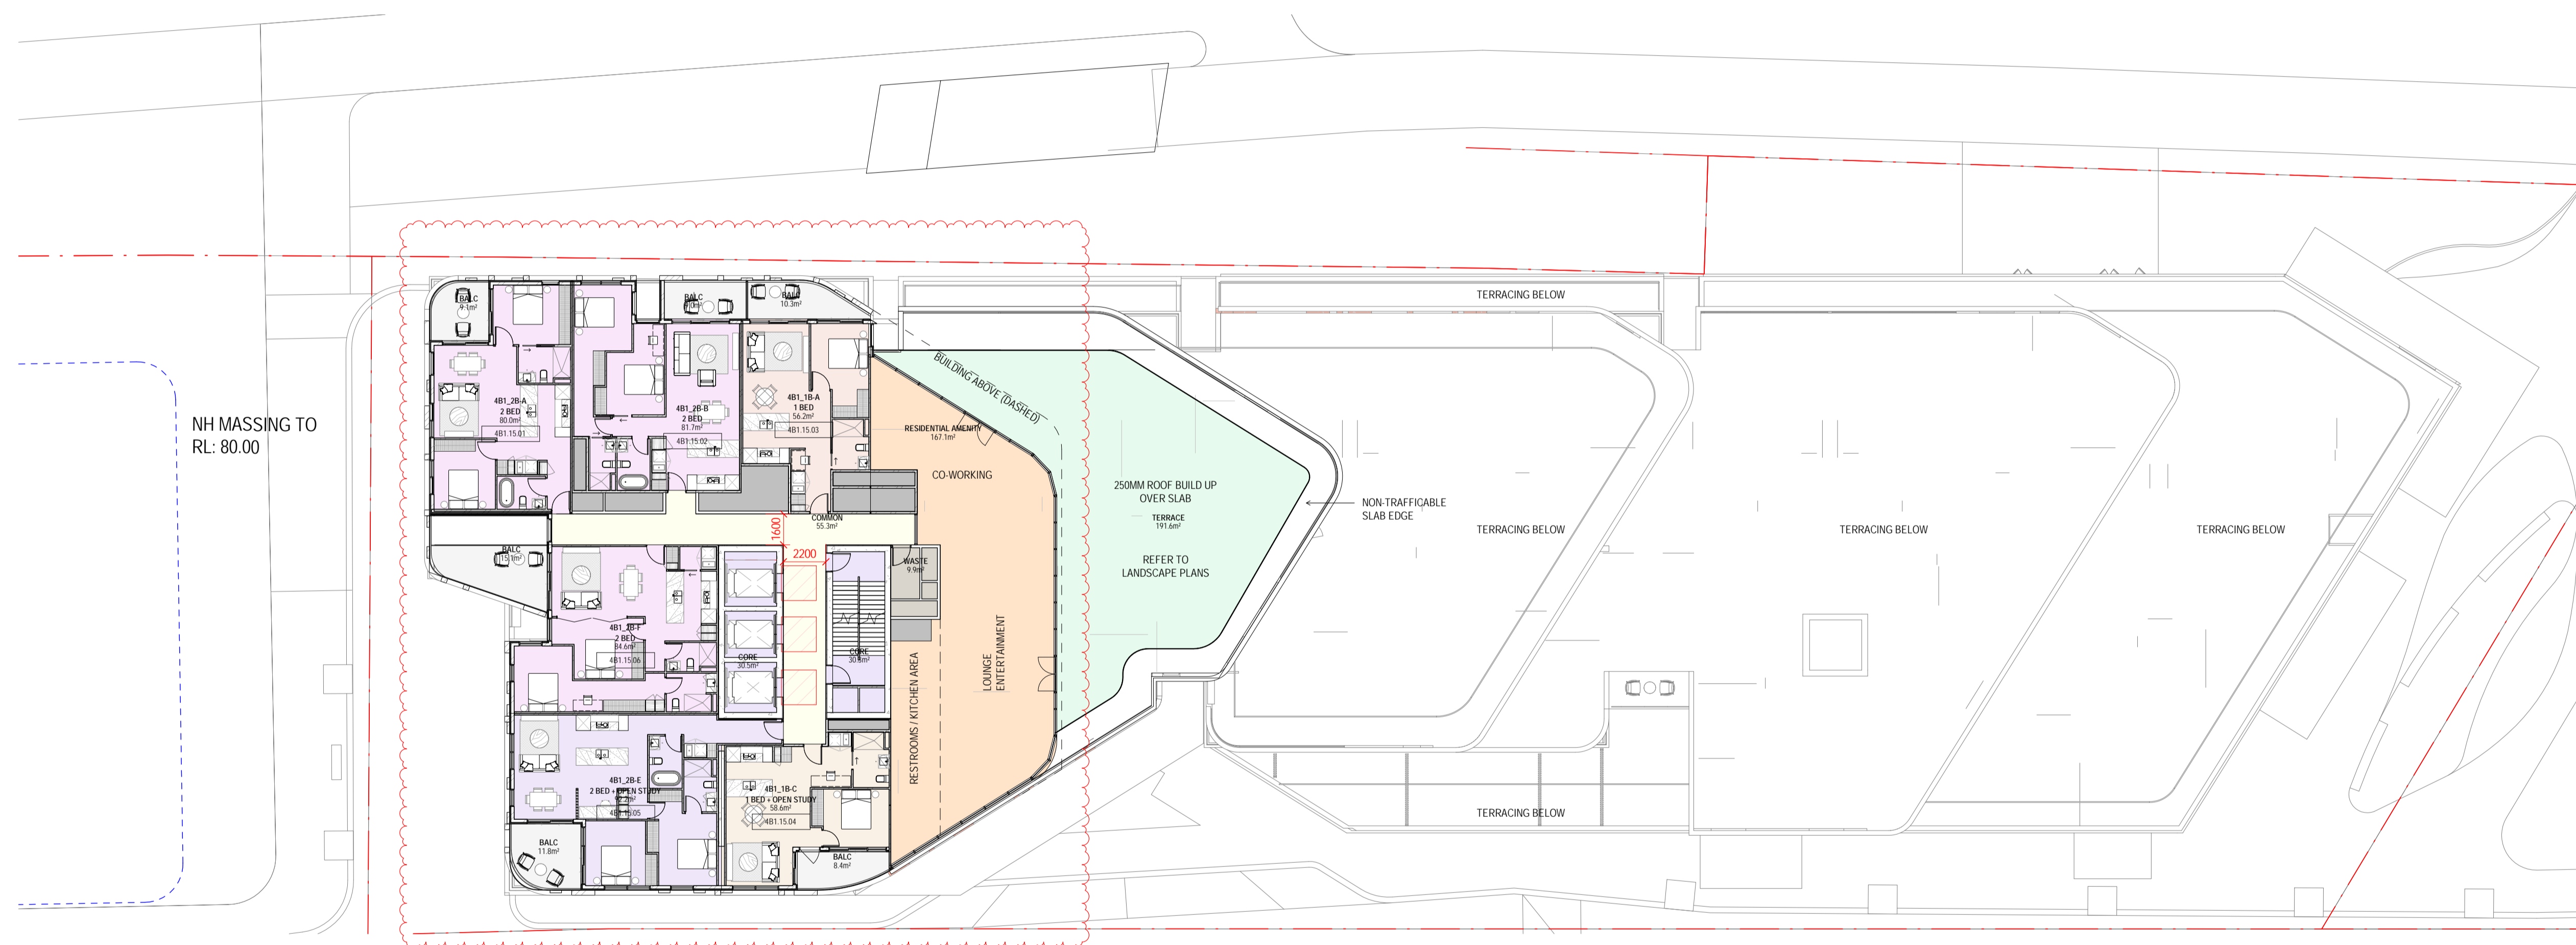 TERRACING BELOW
BALC
9.1m²
BALC
BALC
10.3m²
BUILDING ABOVE (DASHED)
NH MASSING TO
RL: 80.00
4B1_2B-A
2 BED
80.0m²
4B1.15.01
4B1_2B-B
2 BED
81.7m²
4B1.15.02
4B1_1B-A
1 BED
56.2m²
4B1.15.03
RESIDENTIAL AMENITY
167.1m²
CO-WORKING
250MM ROOF BUILD UP
OVER SLAB
TERRACE
191.6m²
REFER TO
LANDSCAPE PLANS
NON-TRAFFICABLE
SLAB EDGE
TERRACING BELOW
TERRACING BELOW
TERRACING BELOW
COMMON
55.3m²
1600
2200
BALC
15.1m²
WASTE
9.9m²
4B1_2B-F
2 BED
84.6m²
4B1.15.06
CORE
30.5m²
CORE
LOUNGE
ENTERTAINMENT
RESTROOMS / KITCHEN AREA
4B1_2B-E
2 BED + OPEN STUDY
92.2m²
4B1.15.05
4B1_1B-C
1 BED + OPEN STUDY
58.6m²
4B1.15.04
BALC
11.8m²
BALC
8.4m²
TERRACING BELOW